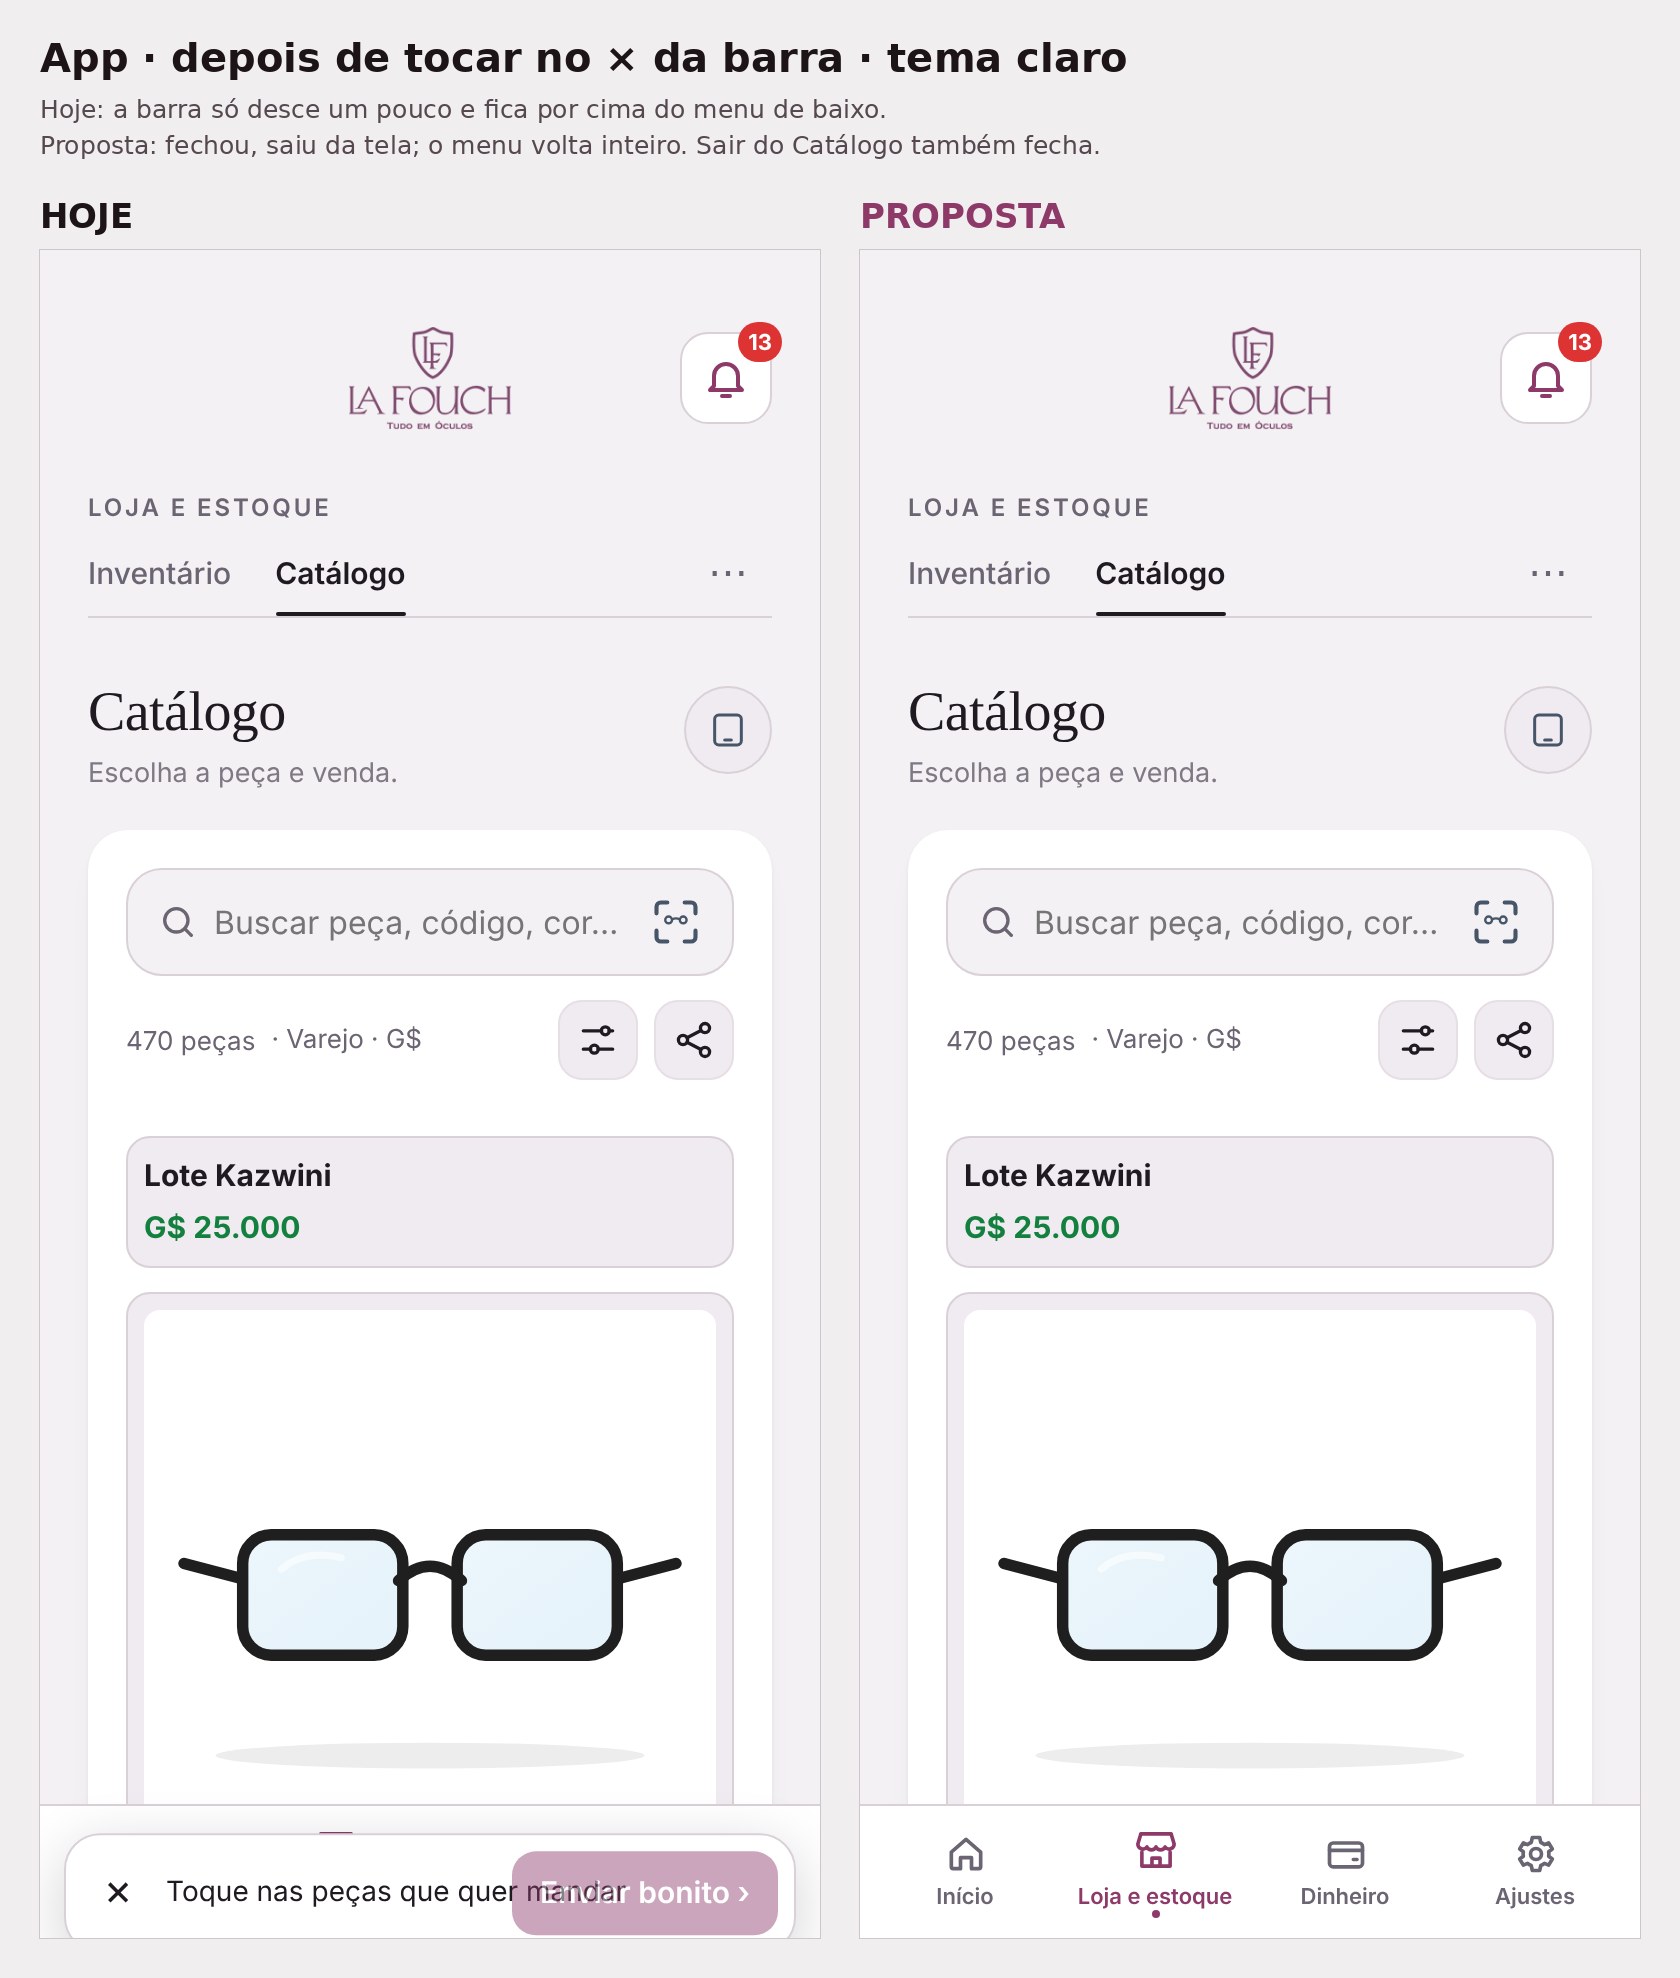 App · depois de tocar no × da barra · tema claro
Hoje: a barra só desce um pouco e fica por cima do menu de baixo.
Proposta: fechou, saiu da tela; o menu volta inteiro. Sair do Catálogo também fecha.
HOJE
LF
LA FOUCH
TUDO EM ÓCULOS
13
LOJA E ESTOQUE
Inventário Catálogo ···
Catálogo
Escolha a peça e venda.
Buscar peça, código, cor...
470 peças · Varejo · G$
Lote Kazwini
G$ 25.000
× Toque nas peças que quer mandar
Enviar bonito ›
PROPOSTA
LF
LA FOUCH
TUDO EM ÓCULOS
13
LOJA E ESTOQUE
Inventário Catálogo ···
Catálogo
Escolha a peça e venda.
Buscar peça, código, cor...
470 peças · Varejo · G$
Lote Kazwini
G$ 25.000
Início Loja e estoque Dinheiro Ajustes